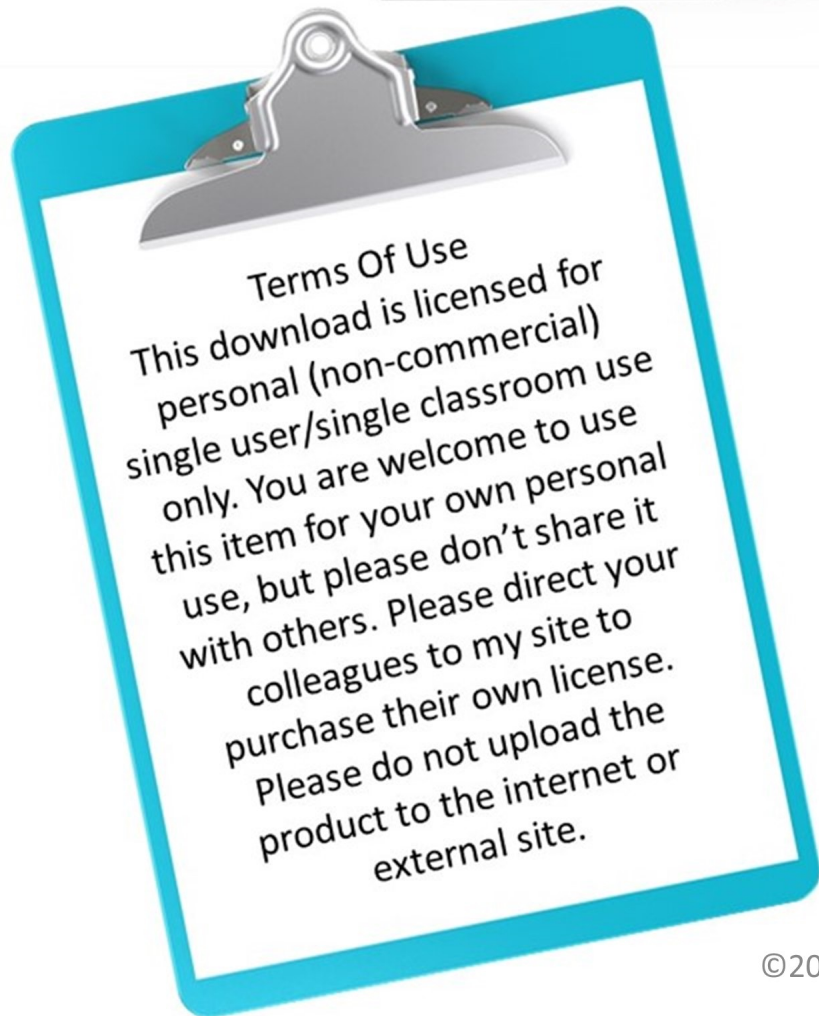 Terms Of Use
This download is licensed for
personal (non-commercial)
single user/single classroom use
only. You are welcome to use
this item for your own personal
use, but please don’t share it
with others. Please direct your
colleagues to my site to
purchase their own license.
Please do not upload the
product to the internet or
external site.
©20